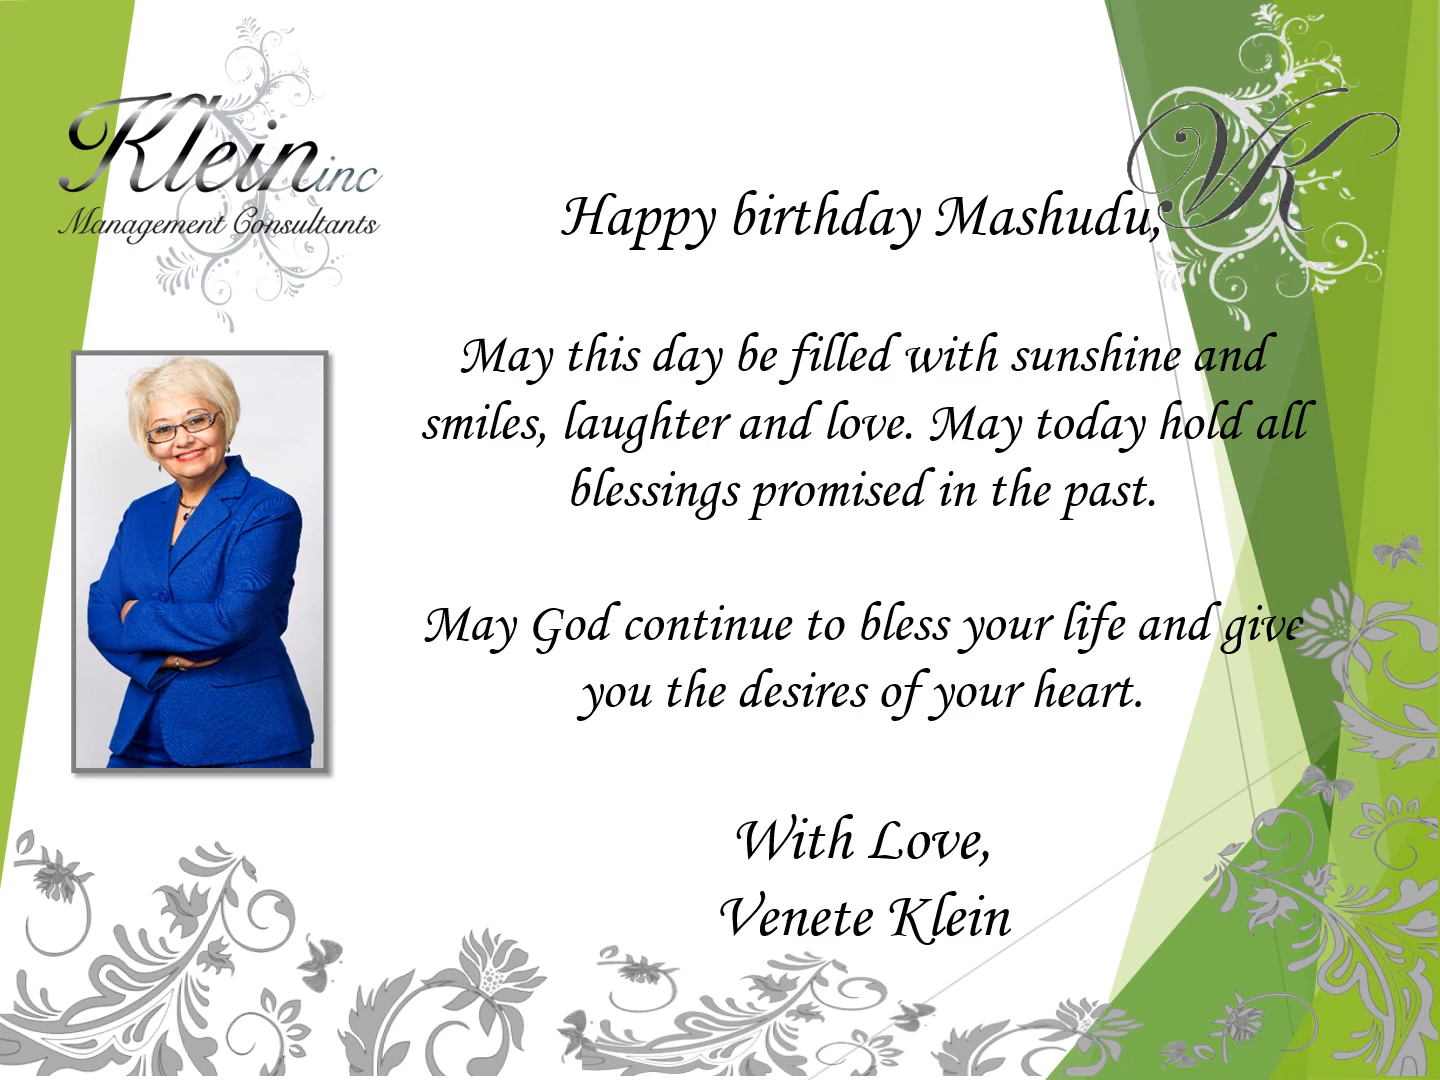 Klein inc
Management Consultants
VK
Happy birthday Mashudu,
May this day be filled with sunshine and
smiles, laughter and love. May today hold all
blessings promised in the past.
May God continue to bless your life and give
you the desires of your heart.
With Love,
Venete Klein